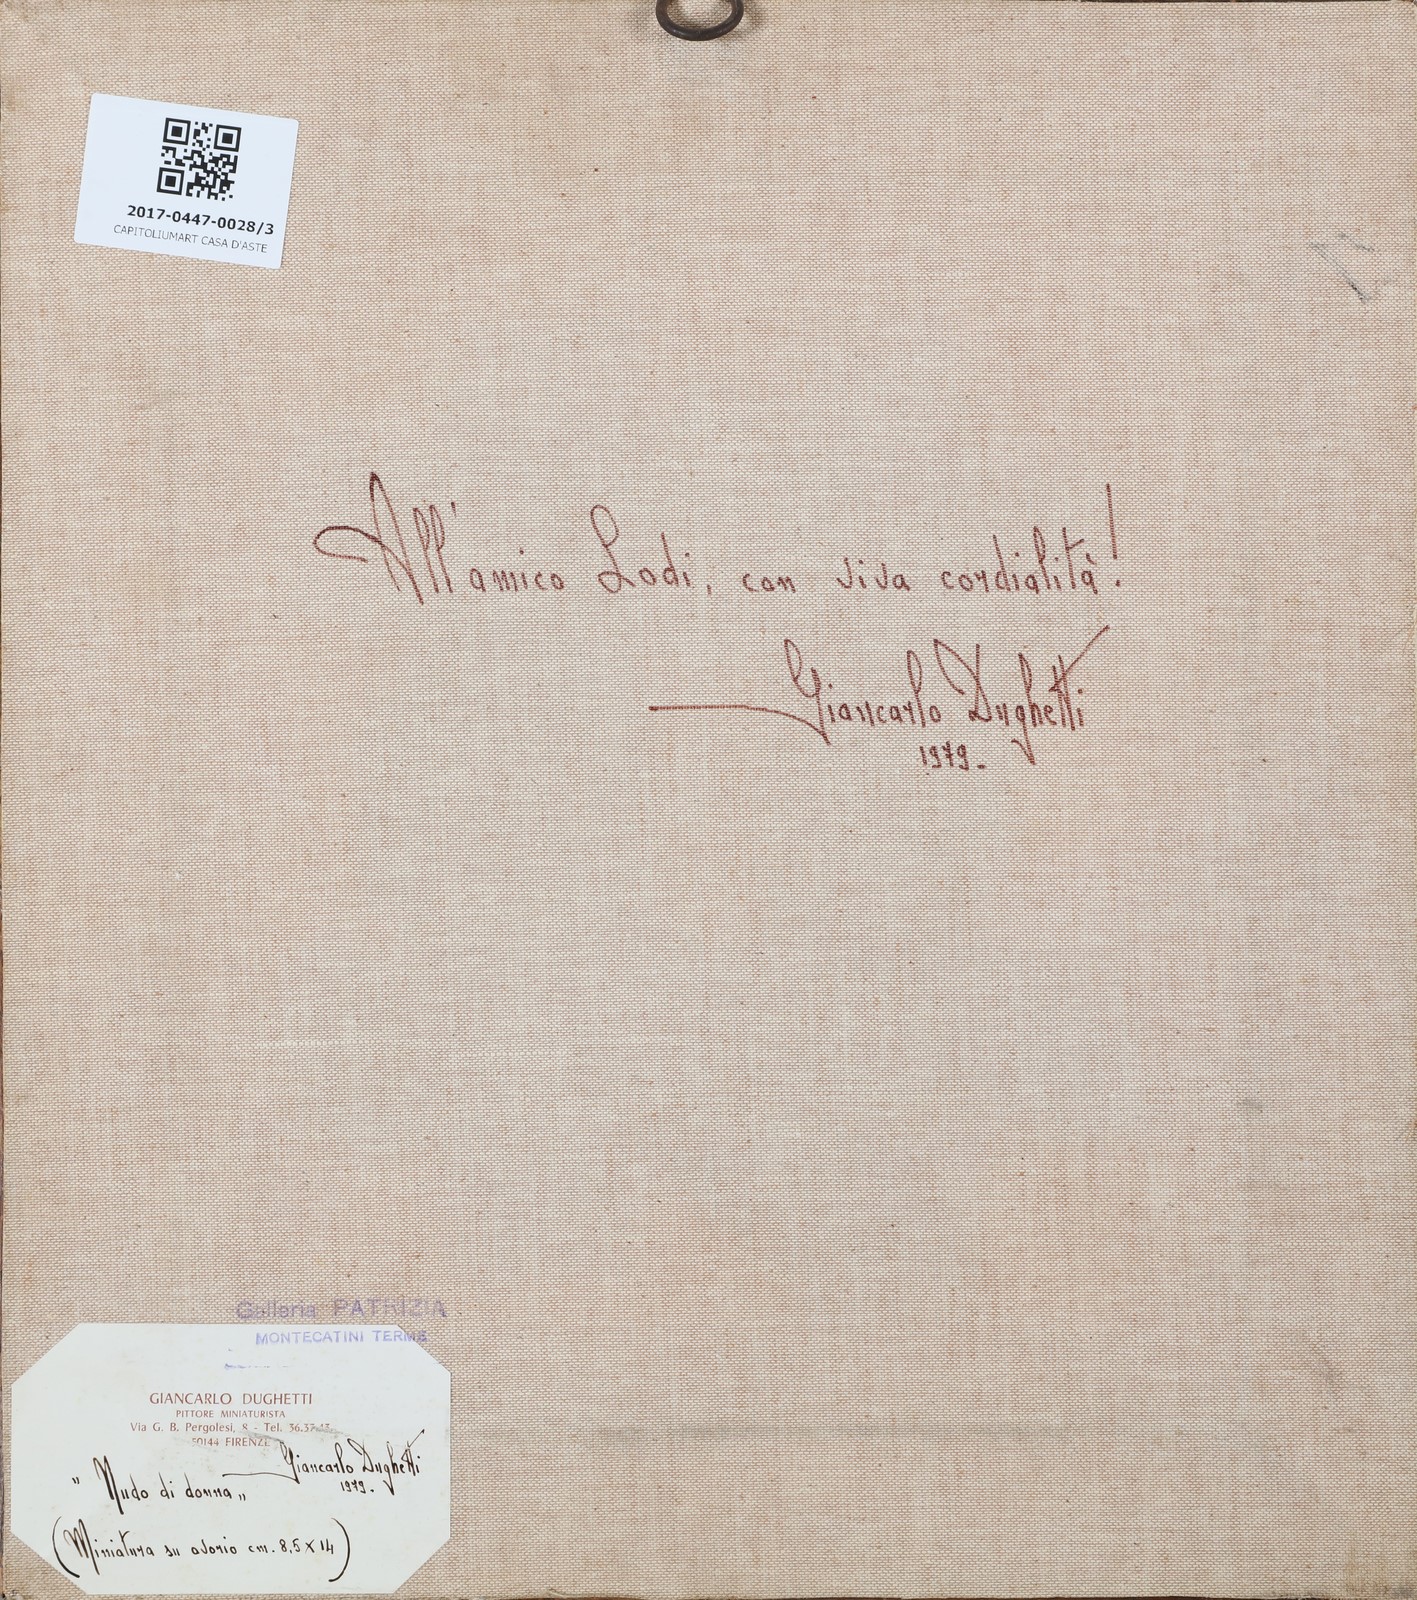 2017-0447-0028/3
CAPITOLIUMART CASA D'ASTE
All'amico Lodi, con viva cordialità!
Giancarlo Dughetti
1979.
Galleria PATRIZIA
MONTECATINI TERME
GIANCARLO DUGHETTI
PITTORE MINIATURISTA
Via G. B. Pergolesi, 8 - Tel. 36.37.43
50144 FIRENZE
Giancarlo Dughetti
1979.
"Nudo di donna"
(Miniatura su avorio cm. 8,5 x 14)